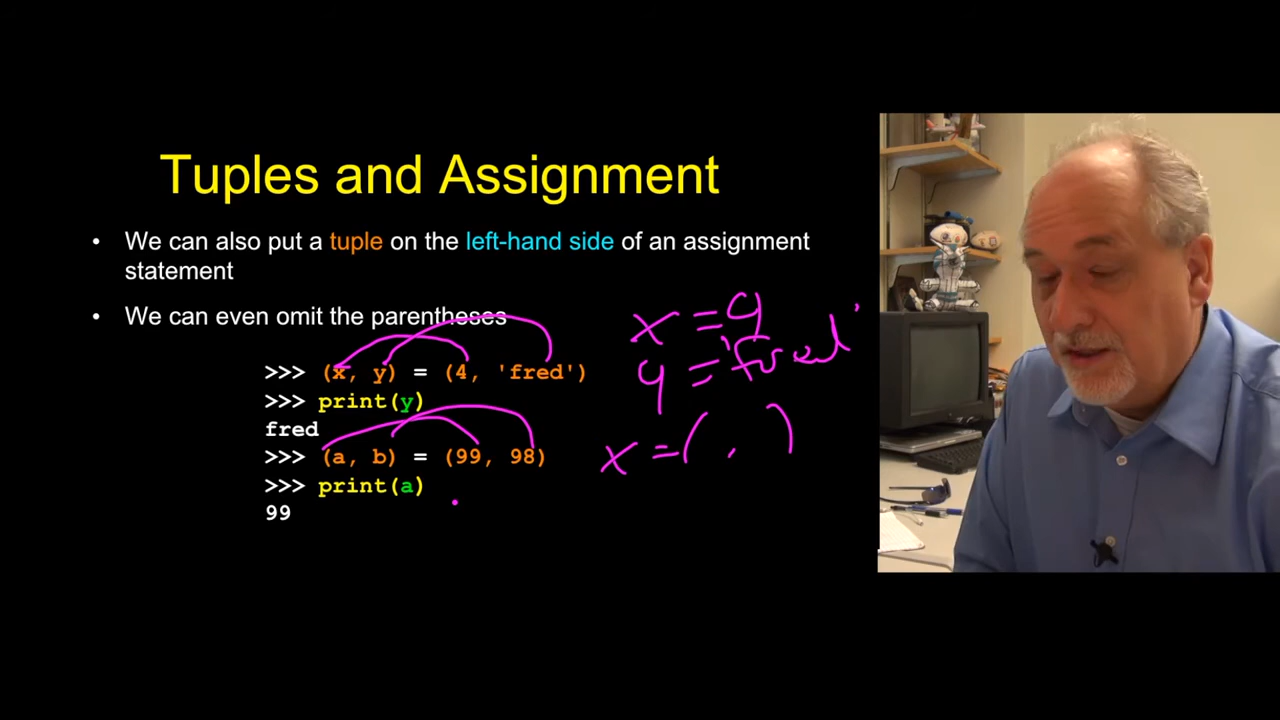 Tuples and Assignment
• We can also put a tuple on the left-hand side of an assignment
statement
• We can even omit the parentheses
>>> (x, y) = (4, 'fred')
>>> print(y)
fred
>>> (a, b) = (99, 98)
>>> print(a)
99
x = 4
y = 'fred'
x = ( , )